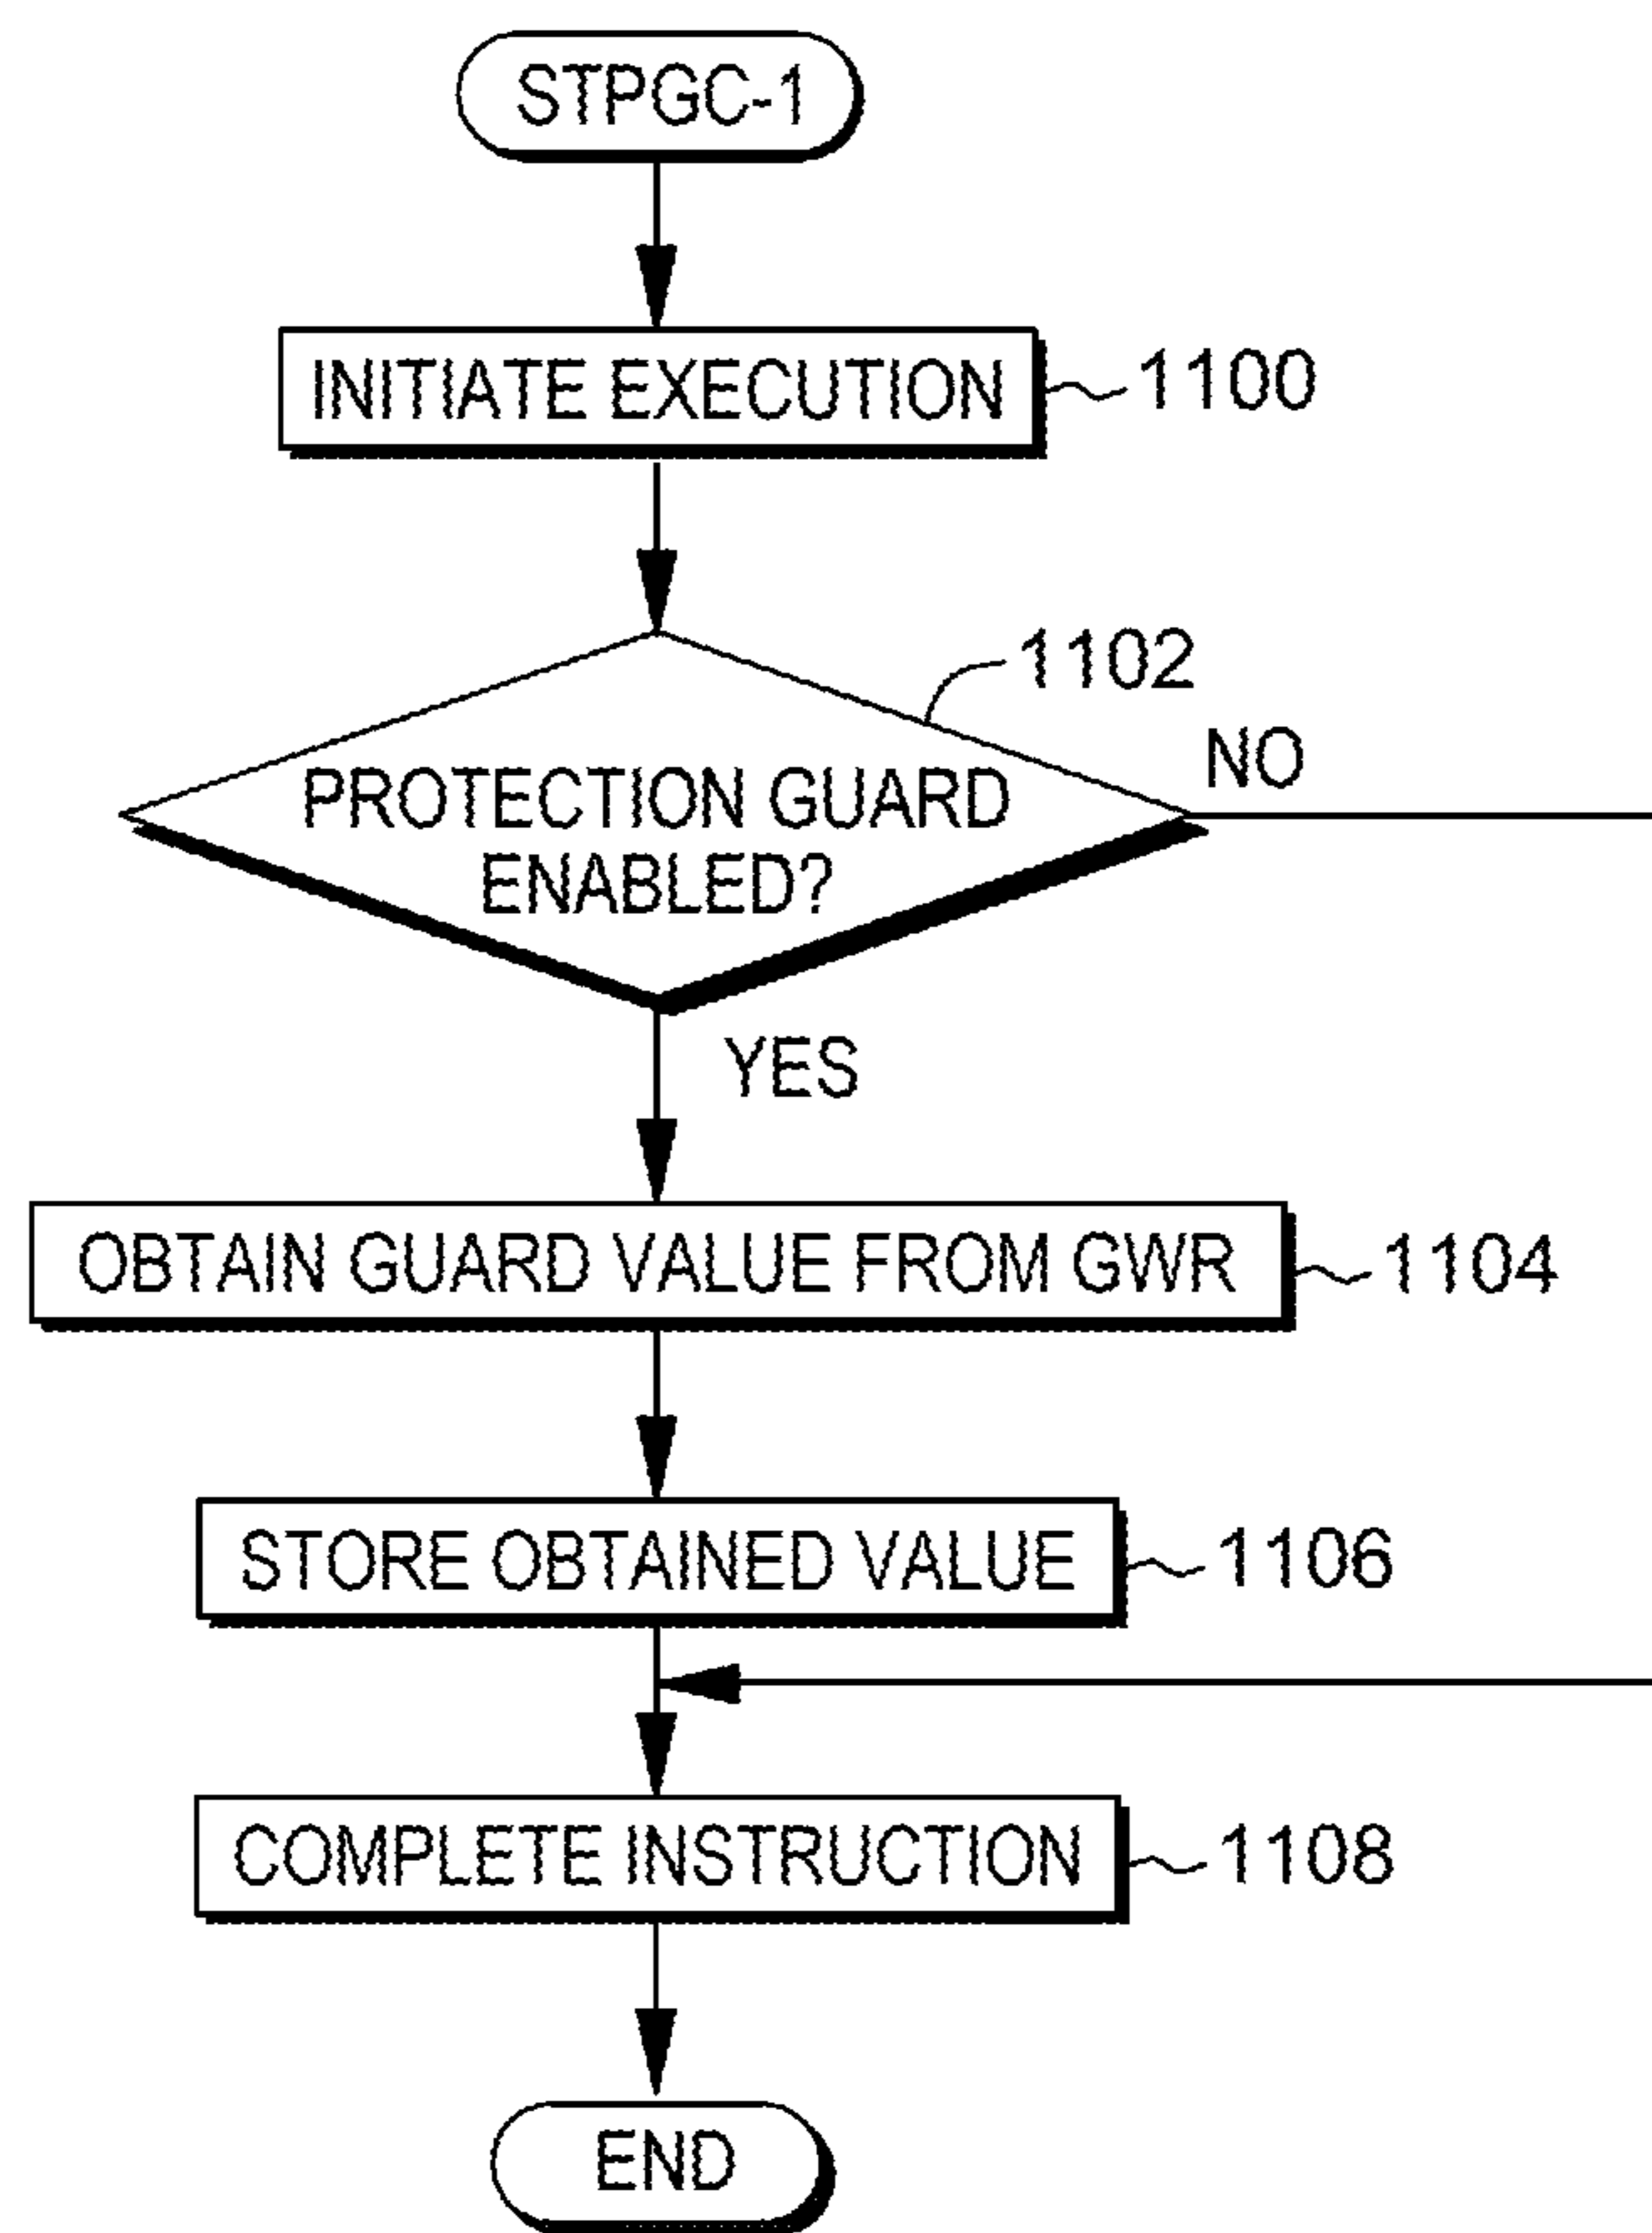 STPGC-1
INITIATE EXECUTION
1100
1102
NO
PROTECTION GUARD
ENABLED?
YES
OBTAIN GUARD VALUE FROM GWR
1104
STORE OBTAINED VALUE
1106
COMPLETE INSTRUCTION
1108
END